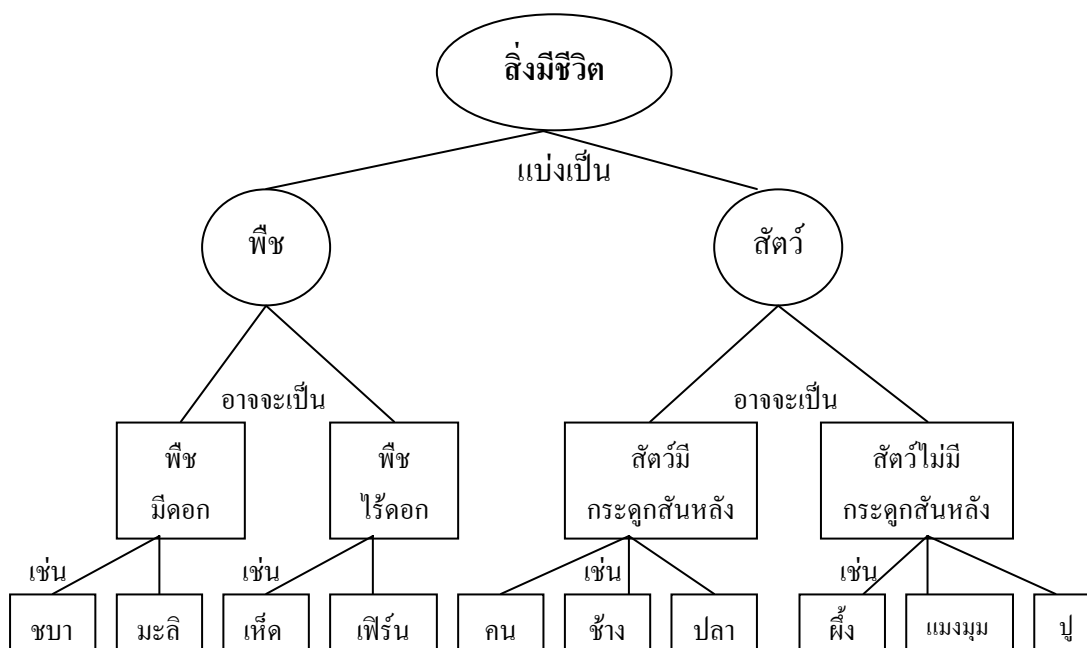 สิ่งมีชีวิต
แบ่งเป็น
พืช
สัตว์
อาจจะเป็น
อาจจะเป็น
พืช
มีดอก
พืช
ไร้ดอก
สัตว์มี
กระดูกสันหลัง
สัตว์ไม่มี
กระดูกสันหลัง
เช่น
เช่น
เช่น
เช่น
ชบา
มะลิ
เห็ด
เฟิร์น
คน
ช้าง
ปลา
ผึ้ง
แมงมุม
ปู